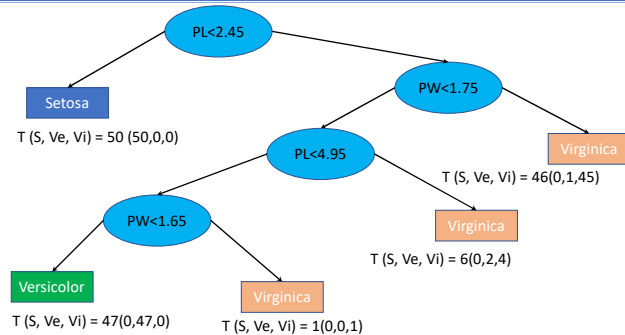 PL<2.45
Setosa
PW<1.75
T (S, Ve, Vi) = 50 (50,0,0)
PL<4.95
Virginica
T (S, Ve, Vi) = 46(0,1,45)
PW<1.65
Virginica
T (S, Ve, Vi) = 6(0,2,4)
Versicolor
Virginica
T (S, Ve, Vi) = 47(0,47,0)
T (S, Ve, Vi) = 1(0,0,1)